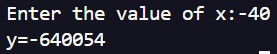 Enter the value of x:-40
y=-640054